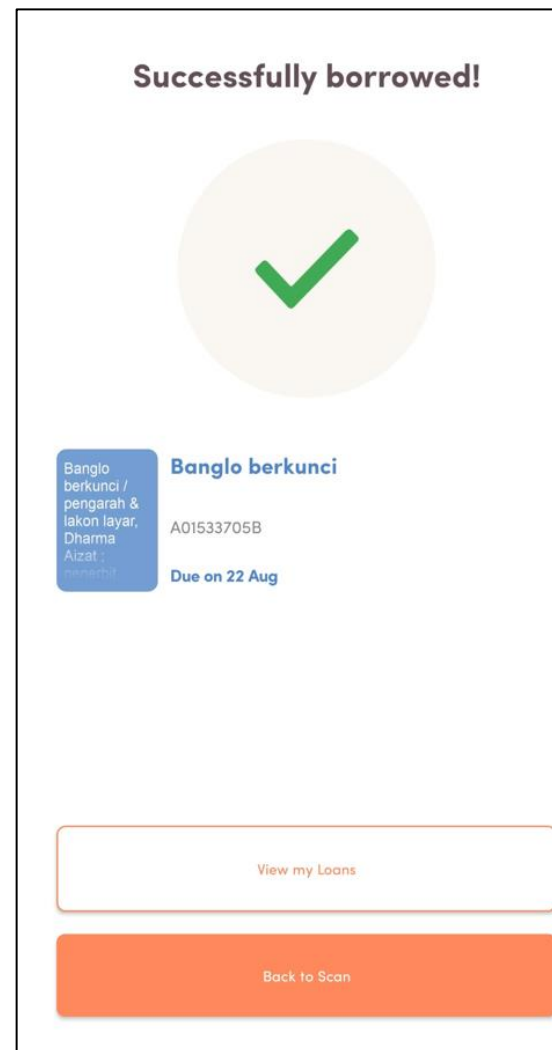 Successfully borrowed!
Banglo
berkunci /
pengarah &
lakon layar,
Dharma
Aizat ;
penerbit
Banglo berkunci
A01533705B
Due on 22 Aug
View my Loans
Back to Scan